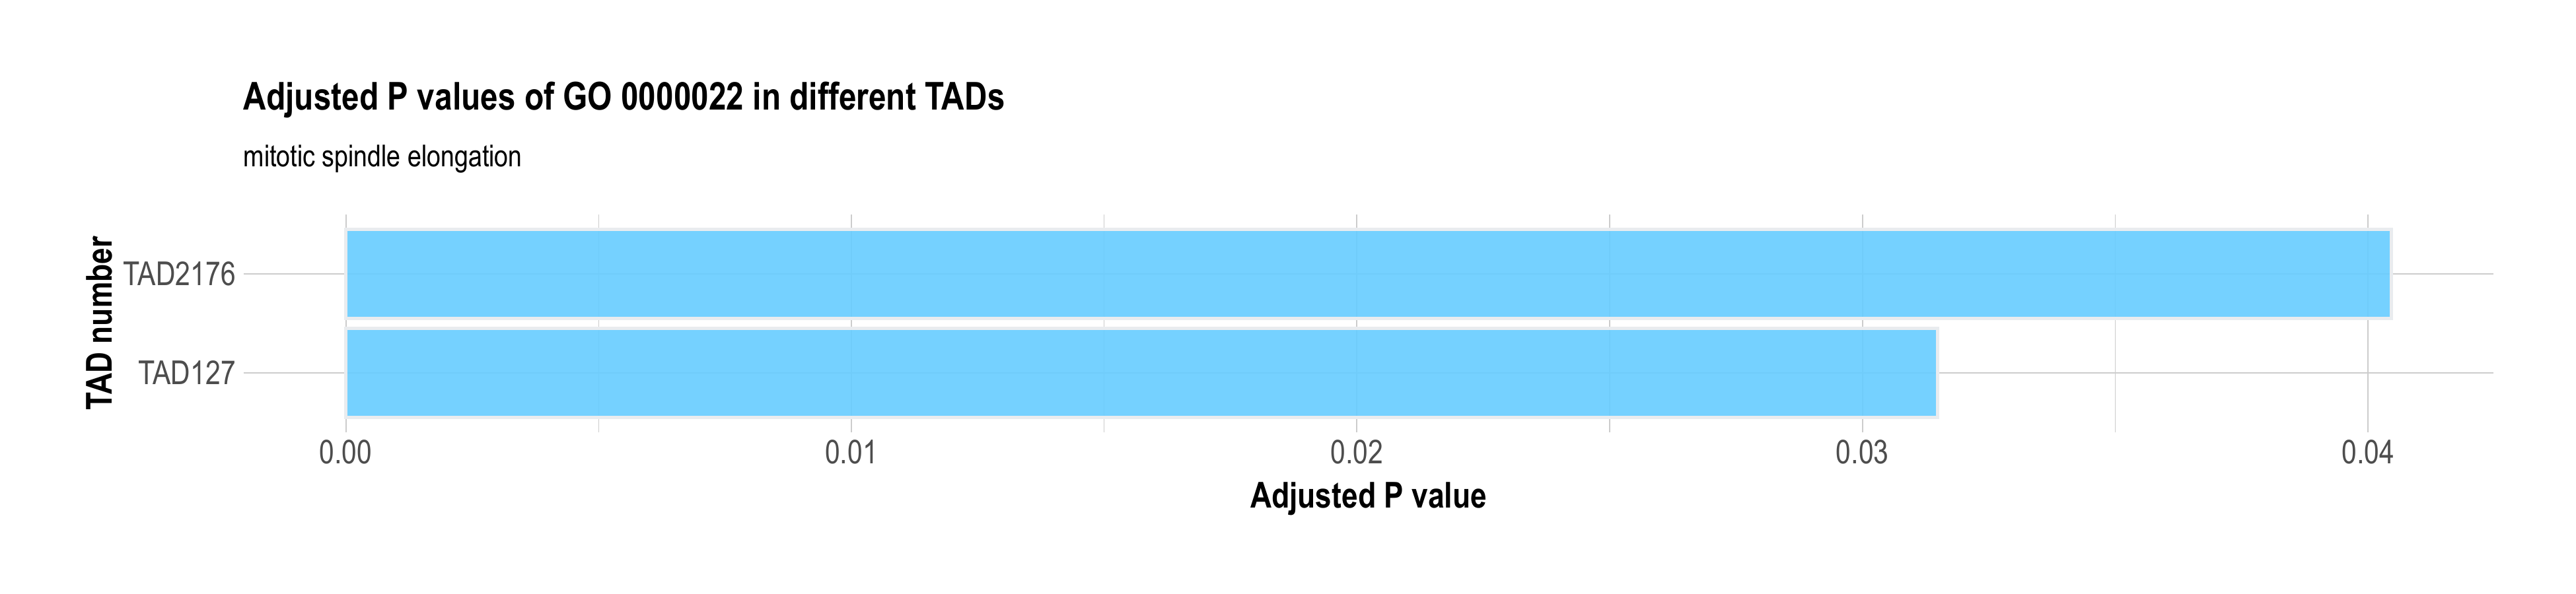 Adjusted P values of GO 0000022 in different TADs
mitotic spindle elongation
TAD number
TAD2176
TAD127
0.00 0.01 0.02 0.03 0.04
Adjusted P value